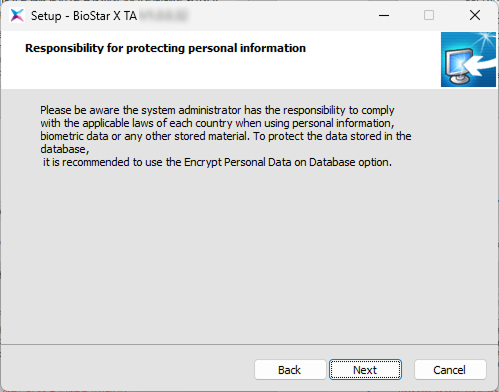 Setup - BioStar X TA
Responsibility for protecting personal information
Please be aware the system administrator has the responsibility to comply
with the applicable laws of each country when using personal information,
biometric data or any other stored material. To protect the data stored in the
database,
it is recommended to use the Encrypt Personal Data on Database option.
Back
Next
Cancel